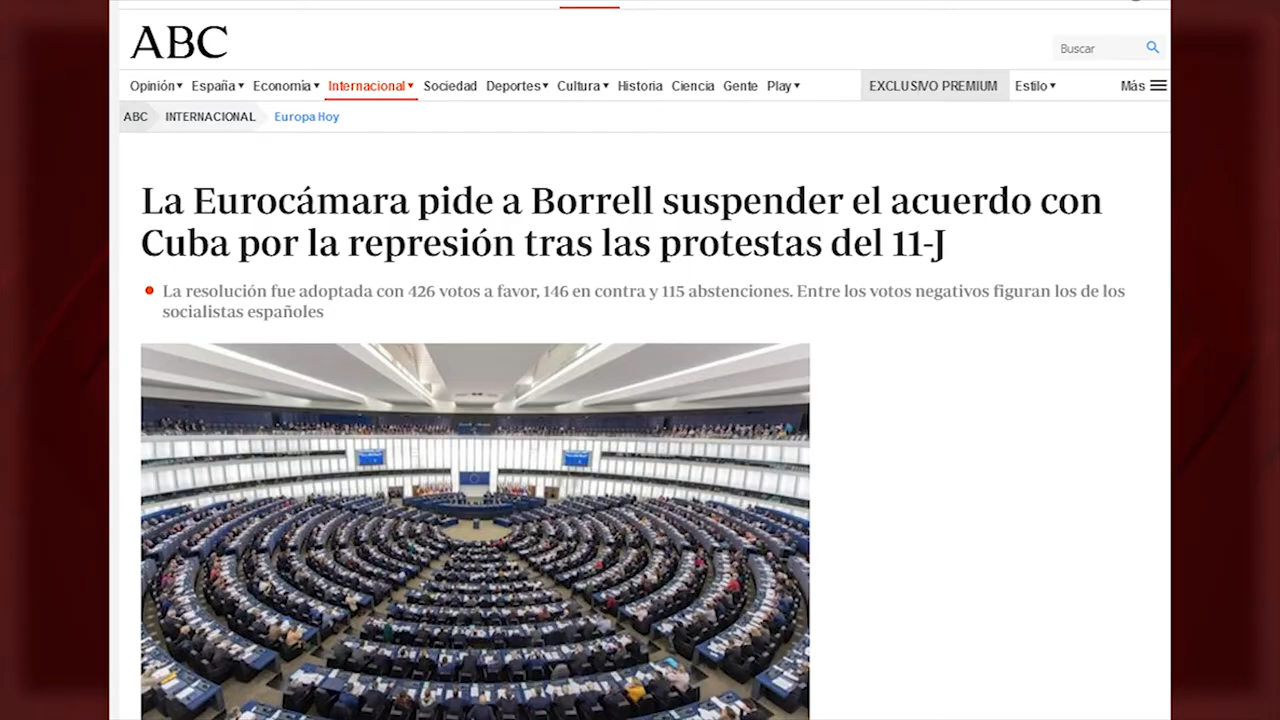 ABC
Buscar
Opinión España Economía Internacional Sociedad Deportes Cultura Historia Ciencia Gente Play EXCLUSIVO PREMIUM Estilo Más
ABC INTERNACIONAL Europa Hoy
La Eurocámara pide a Borrell suspender el acuerdo con
Cuba por la represión tras las protestas del 11-J
La resolución fue adoptada con 426 votos a favor, 146 en contra y 115 abstenciones. Entre los votos negativos figuran los de los
socialistas españoles